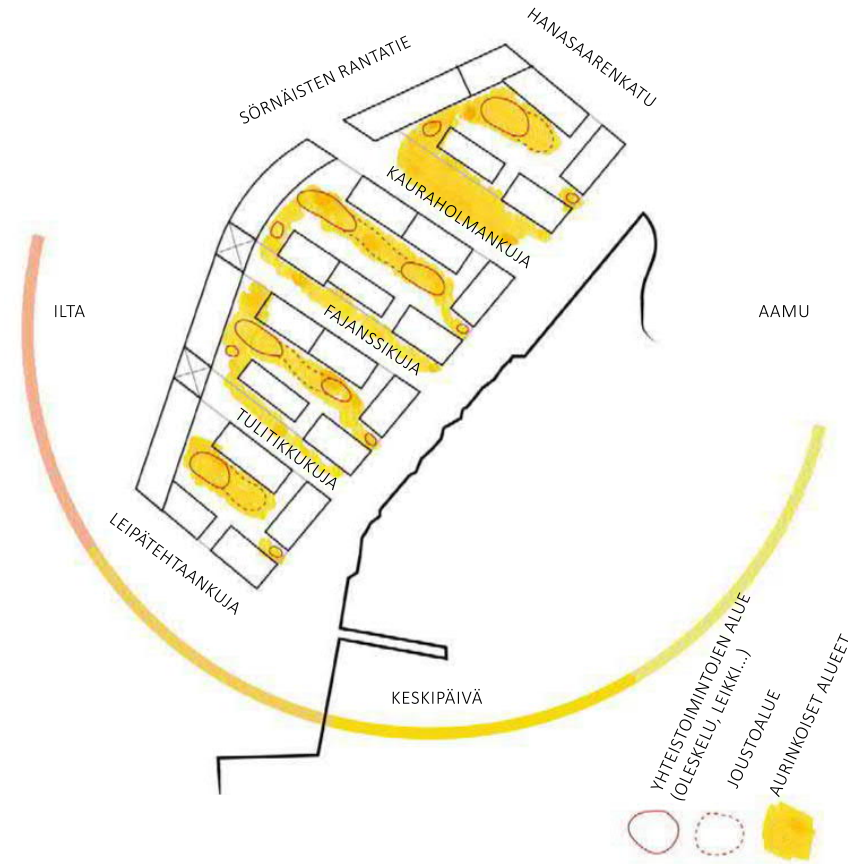 HANASAARENKATU
SÖRNÄISTEN RANTATIE
KAURAHOLMANKUJA
ILTA
AAMU
FAJANSSIKUJA
TULITIKKUKUJA
LEIPÄTEHTAANKUJA
KESKIPÄIVÄ
YHTEISTOIMINTOJEN ALUE
(OLESKELU, LEIKKI...)
JOUSTOALUE
AURINKOISET ALUEET